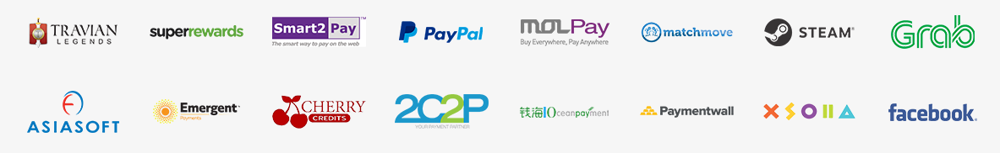 TRAVIAN
LEGENDS
superrewards
Smart2Pay™
The smart way to pay on the web
PayPal
MOLPay
Buy Everywhere, Pay Anywhere
matchmove
STEAM®
Grab
ASIASOFT
Emergent™
Payments
CHERRY
CREDITS
2C2P
YOUR PAYMENT PARTNER
钱海 Oceanpayment
Paymentwall
XSOLLA
facebook®